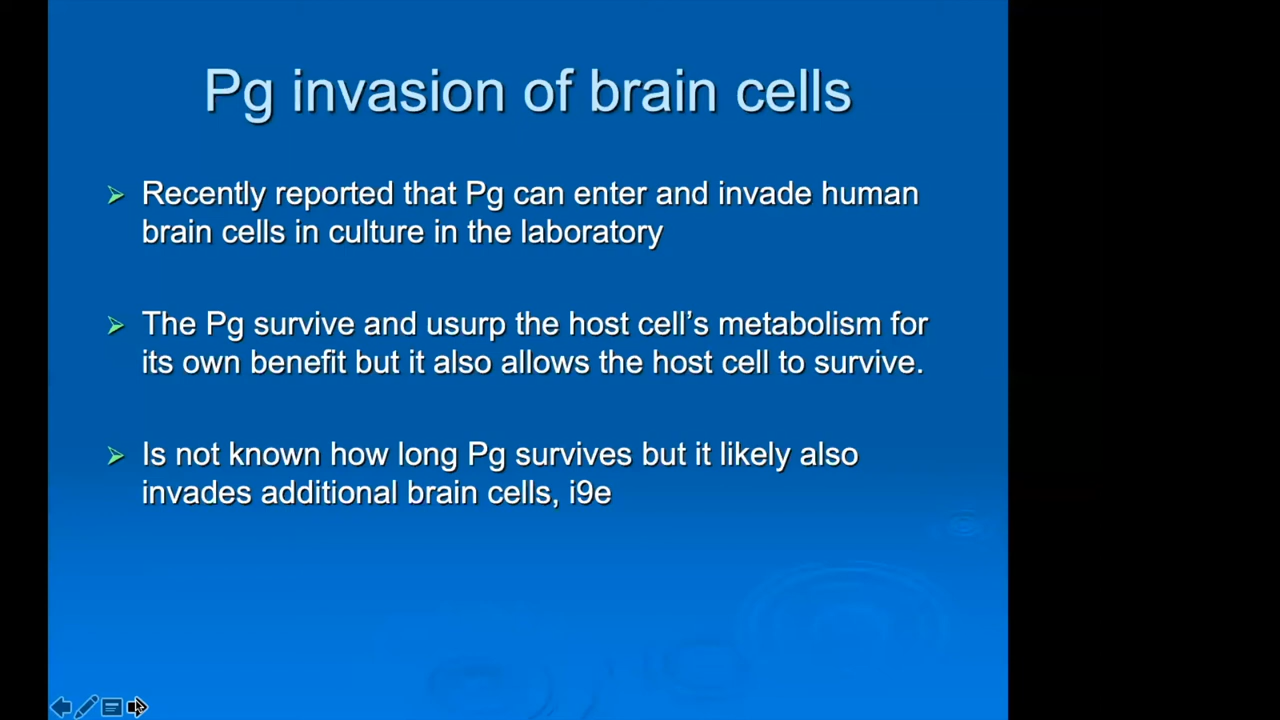 Pg invasion of brain cells
Recently reported that Pg can enter and invade human
brain cells in culture in the laboratory
The Pg survive and usurp the host cell's metabolism for
its own benefit but it also allows the host cell to survive.
Is not known how long Pg survives but it likely also
invades additional brain cells, i9e